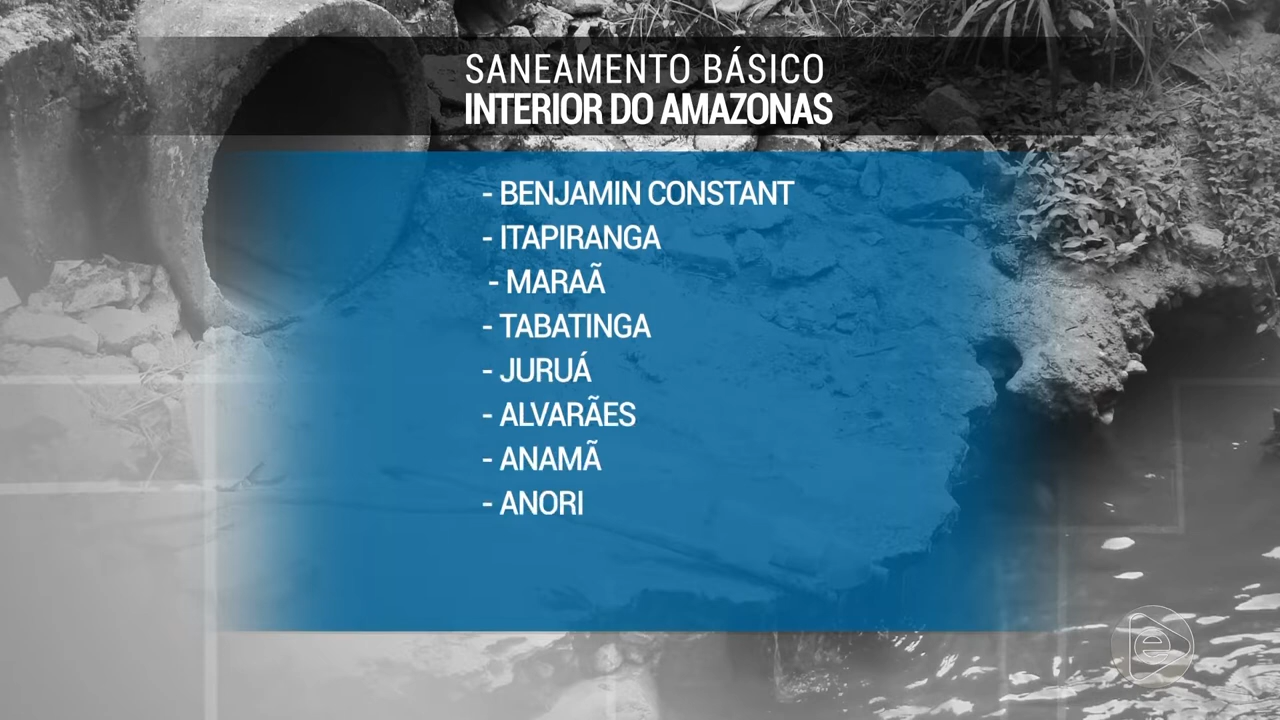 SANEAMENTO BÁSICO
INTERIOR DO AMAZONAS
- BENJAMIN CONSTANT
- ITAPIRANGA
- MARAÃ
- TABATINGA
- JURUÁ
- ALVARÃES
- ANAMÃ
- ANORI
e